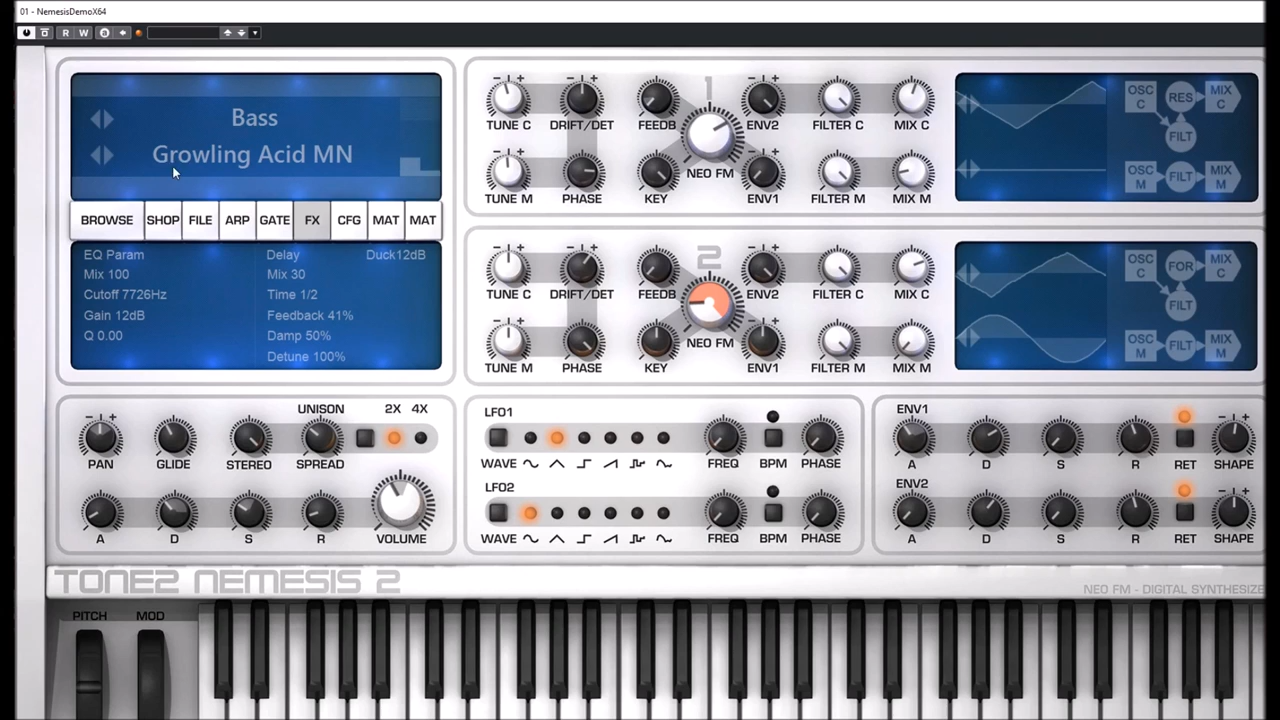 01 - NemesisDemoX64
R W a
Bass
Growling Acid MN
BROWSE SHOP FILE ARP GATE FX CFG MAT MAT
EQ Param
Mix 100
Cutoff 7726Hz
Gain 12dB
Q 0.00
Delay Duck12dB
Mix 30
Time 1/2
Feedback 41%
Damp 50%
Detune 100%
1
TUNE C DRIFT/DET FEEDB ENV2 FILTER C MIX C
NEO FM
TUNE M PHASE KEY ENV1 FILTER M MIX M
OSC C RES MIX C
FILT
OSC M FILT MIX M
2
TUNE C DRIFT/DET FEEDB ENV2 FILTER C MIX C
NEO FM
TUNE M PHASE KEY ENV1 FILTER M MIX M
OSC C FOR MIX C
FILT
OSC M FILT MIX M
UNISON 2X 4X
PAN GLIDE STEREO SPREAD
A D S R VOLUME
LFO1
WAVE FREQ BPM PHASE
LFO2
WAVE FREQ BPM PHASE
ENV1
A D S R RET SHAPE
ENV2
A D S R RET SHAPE
TONE2 NEMESIS 2
NEO FM - DIGITAL SYNTHESIZE
PITCH MOD